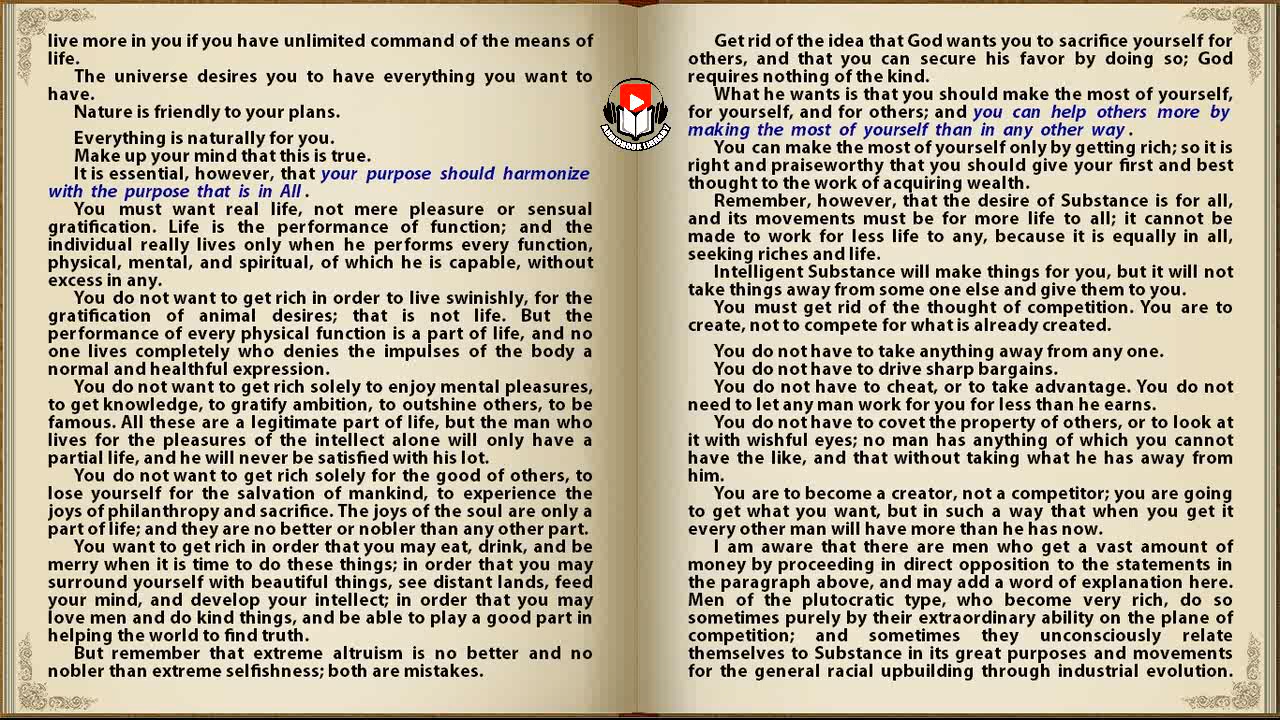 live more in you if you have unlimited command of the means of
life.
The universe desires you to have everything you want to
have.
Nature is friendly to your plans.
Everything is naturally for you.
Make up your mind that this is true.
It is essential, however, that your purpose should harmonize
with the purpose that is in All .
You must want real life, not mere pleasure or sensual
gratification. Life is the performance of function; and the
individual really lives only when he performs every function,
physical, mental, and spiritual, of which he is capable, without
excess in any.
You do not want to get rich in order to live swinishly, for the
gratification of animal desires; that is not life. But the
performance of every physical function is a part of life, and no
one lives completely who denies the impulses of the body a
normal and healthful expression.
You do not want to get rich solely to enjoy mental pleasures,
to get knowledge, to gratify ambition, to outshine others, to be
famous. All these are a legitimate part of life, but the man who
lives for the pleasures of the intellect alone will only have a
partial life, and he will never be satisfied with his lot.
You do not want to get rich solely for the good of others, to
lose yourself for the salvation of mankind, to experience the
joys of philanthropy and sacrifice. The joys of the soul are only a
part of life; and they are no better or nobler than any other part.
You want to get rich in order that you may eat, drink, and be
merry when it is time to do these things; in order that you may
surround yourself with beautiful things, see distant lands, feed
your mind, and develop your intellect; in order that you may
love men and do kind things, and be able to play a good part in
helping the world to find truth.
But remember that extreme altruism is no better and no
nobler than extreme selfishness; both are mistakes.
AUDIOBOOK LIBRARY
Get rid of the idea that God wants you to sacrifice yourself for
others, and that you can secure his favor by doing so; God
requires nothing of the kind.
What he wants is that you should make the most of yourself,
for yourself, and for others; and you can help others more by
making the most of yourself than in any other way .
You can make the most of yourself only by getting rich; so it is
right and praiseworthy that you should give your first and best
thought to the work of acquiring wealth.
Remember, however, that the desire of Substance is for all,
and its movements must be for more life to all; it cannot be
made to work for less life to any, because it is equally in all,
seeking riches and life.
Intelligent Substance will make things for you, but it will not
take things away from some one else and give them to you.
You must get rid of the thought of competition. You are to
create, not to compete for what is already created.
You do not have to take anything away from any one.
You do not have to drive sharp bargains.
You do not have to cheat, or to take advantage. You do not
need to let any man work for you for less than he earns.
You do not have to covet the property of others, or to look at
it with wishful eyes; no man has anything of which you cannot
have the like, and that without taking what he has away from
him.
You are to become a creator, not a competitor; you are going
to get what you want, but in such a way that when you get it
every other man will have more than he has now.
I am aware that there are men who get a vast amount of
money by proceeding in direct opposition to the statements in
the paragraph above, and may add a word of explanation here.
Men of the plutocratic type, who become very rich, do so
sometimes purely by their extraordinary ability on the plane of
competition; and sometimes they unconsciously relate
themselves to Substance in its great purposes and movements
for the general racial upbuilding through industrial evolution.